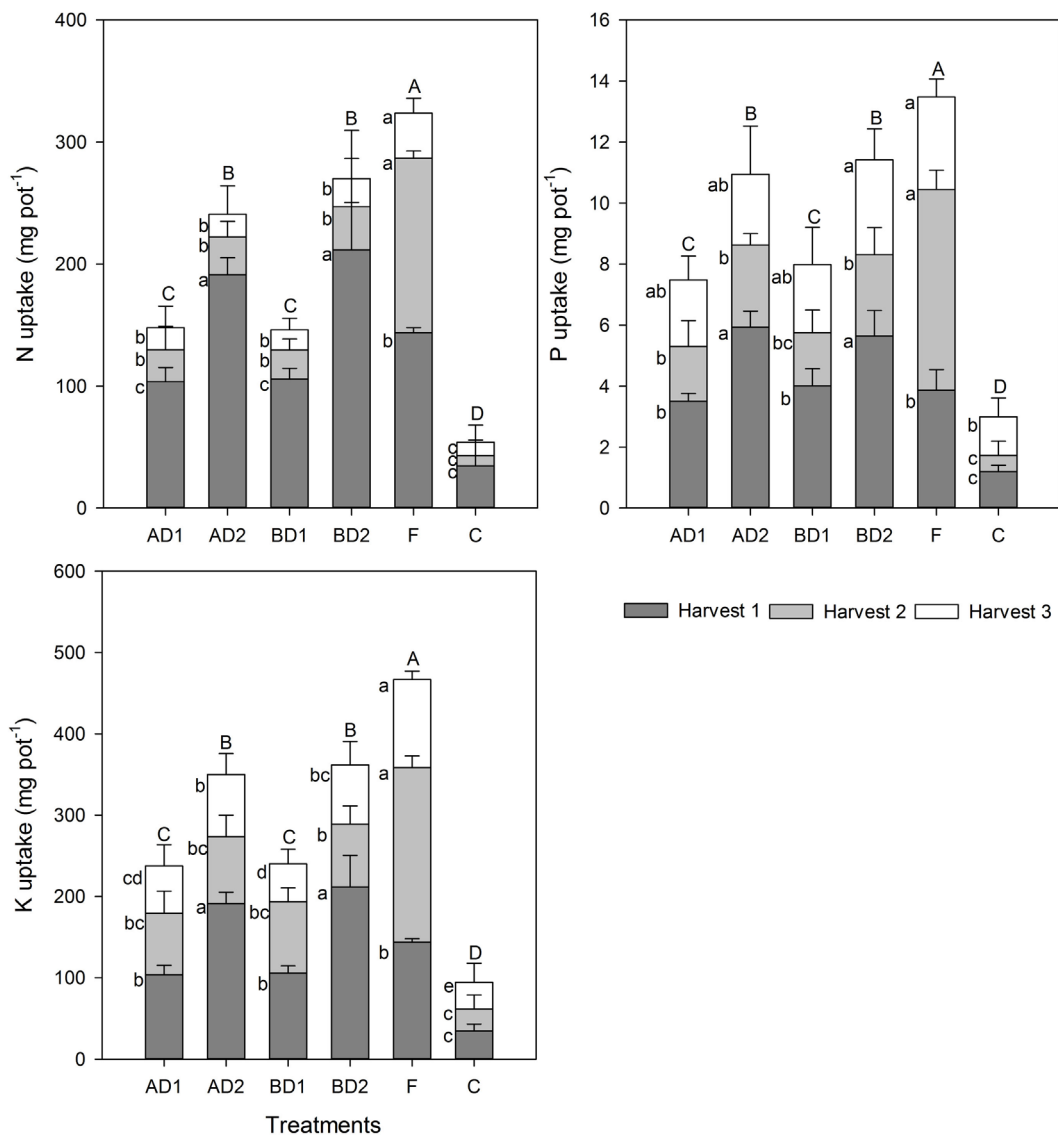 400
300
200
100
0
N uptake (mg pot-1)
C
B
C
B
A
D
b
b
c
b
b
a
b
b
c
b
b
a
a
a
b
c
c
c
AD1 AD2 BD1 BD2 F C
16
14
12
10
8
6
4
2
0
P uptake (mg pot-1)
C
B
C
B
A
D
ab
b
b
ab
b
a
ab
bc
b
a
b
a
a
a
b
b
c
c
AD1 AD2 BD1 BD2 F C
Harvest 1 Harvest 2 Harvest 3
600
500
400
300
200
100
0
K uptake (mg pot-1)
C
B
C
B
A
D
cd
bc
b
b
bc
a
d
bc
b
bc
b
a
a
a
b
e
c
c
AD1 AD2 BD1 BD2 F C
Treatments